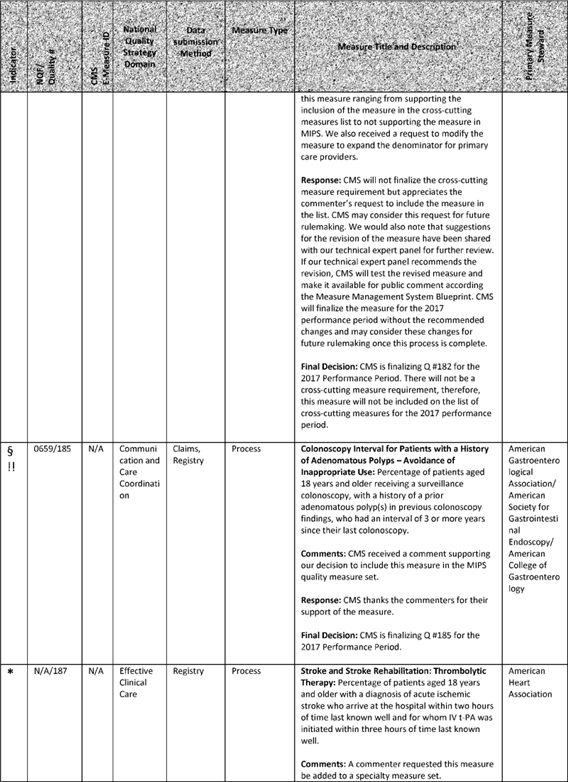 Indicator
NQF/
Quality #
CMS
E-Measure ID
National
Quality
Strategy
Domain
Data
submission
Method
Measure Type
Measure Title and Description
Primary Measure
Steward
this measure ranging from supporting the
inclusion of the measure in the cross-cutting
measures list to not supporting the measure in
MIPS. We also received a request to modify the
measure to expand the denominator for primary
care providers.
Response: CMS will not finalize the cross-cutting
measure requirement but appreciates the
commenter's request to include the measure in
the list. CMS may consider this request for future
rulemaking. We would also note that suggestions
for the revision of the measure have been shared
with our technical expert panel for further review.
If our technical expert panel recommends the
revision, CMS will test the revised measure and
make it available for public comment according
the Measure Management System Blueprint. CMS
will finalize the measure for the 2017
performance period without the recommended
changes and may consider these changes for
future rulemaking once this process is complete.
Final Decision: CMS is finalizing Q #182 for the
2017 Performance Period. There will not be a
cross-cutting measure requirement, therefore,
this measure will not be included on the list of
cross-cutting measures for the 2017 performance
period.
§
!!
0659/185
N/A
Communi
cation and
Care
Coordinati
on
Claims,
Registry
Process
Colonoscopy Interval for Patients with a History
of Adenomatous Polyps – Avoidance of
Inappropriate Use: Percentage of patients aged
18 years and older receiving a surveillance
colonoscopy, with a history of a prior
adenomatous polyp(s) in previous colonoscopy
findings, who had an interval of 3 or more years
since their last colonoscopy.
Comments: CMS received a comment supporting
our decision to include this measure in the MIPS
quality measure set.
Response: CMS thanks the commenters for their
support of the measure.
Final Decision: CMS is finalizing Q #185 for the
2017 Performance Period.
American
Gastroentero
logical
Association/
American
Society for
Gastrointesti
nal
Endoscopy/
American
College of
Gastroentero
logy
*
N/A/187
N/A
Effective
Clinical
Care
Registry
Process
Stroke and Stroke Rehabilitation: Thrombolytic
Therapy: Percentage of patients aged 18 years
and older with a diagnosis of acute ischemic
stroke who arrive at the hospital within two hours
of time last known well and for whom IV t-PA was
initiated within three hours of time last known
well.
Comments: A commenter requested this measure
be added to a specialty measure set.
American
Heart
Association